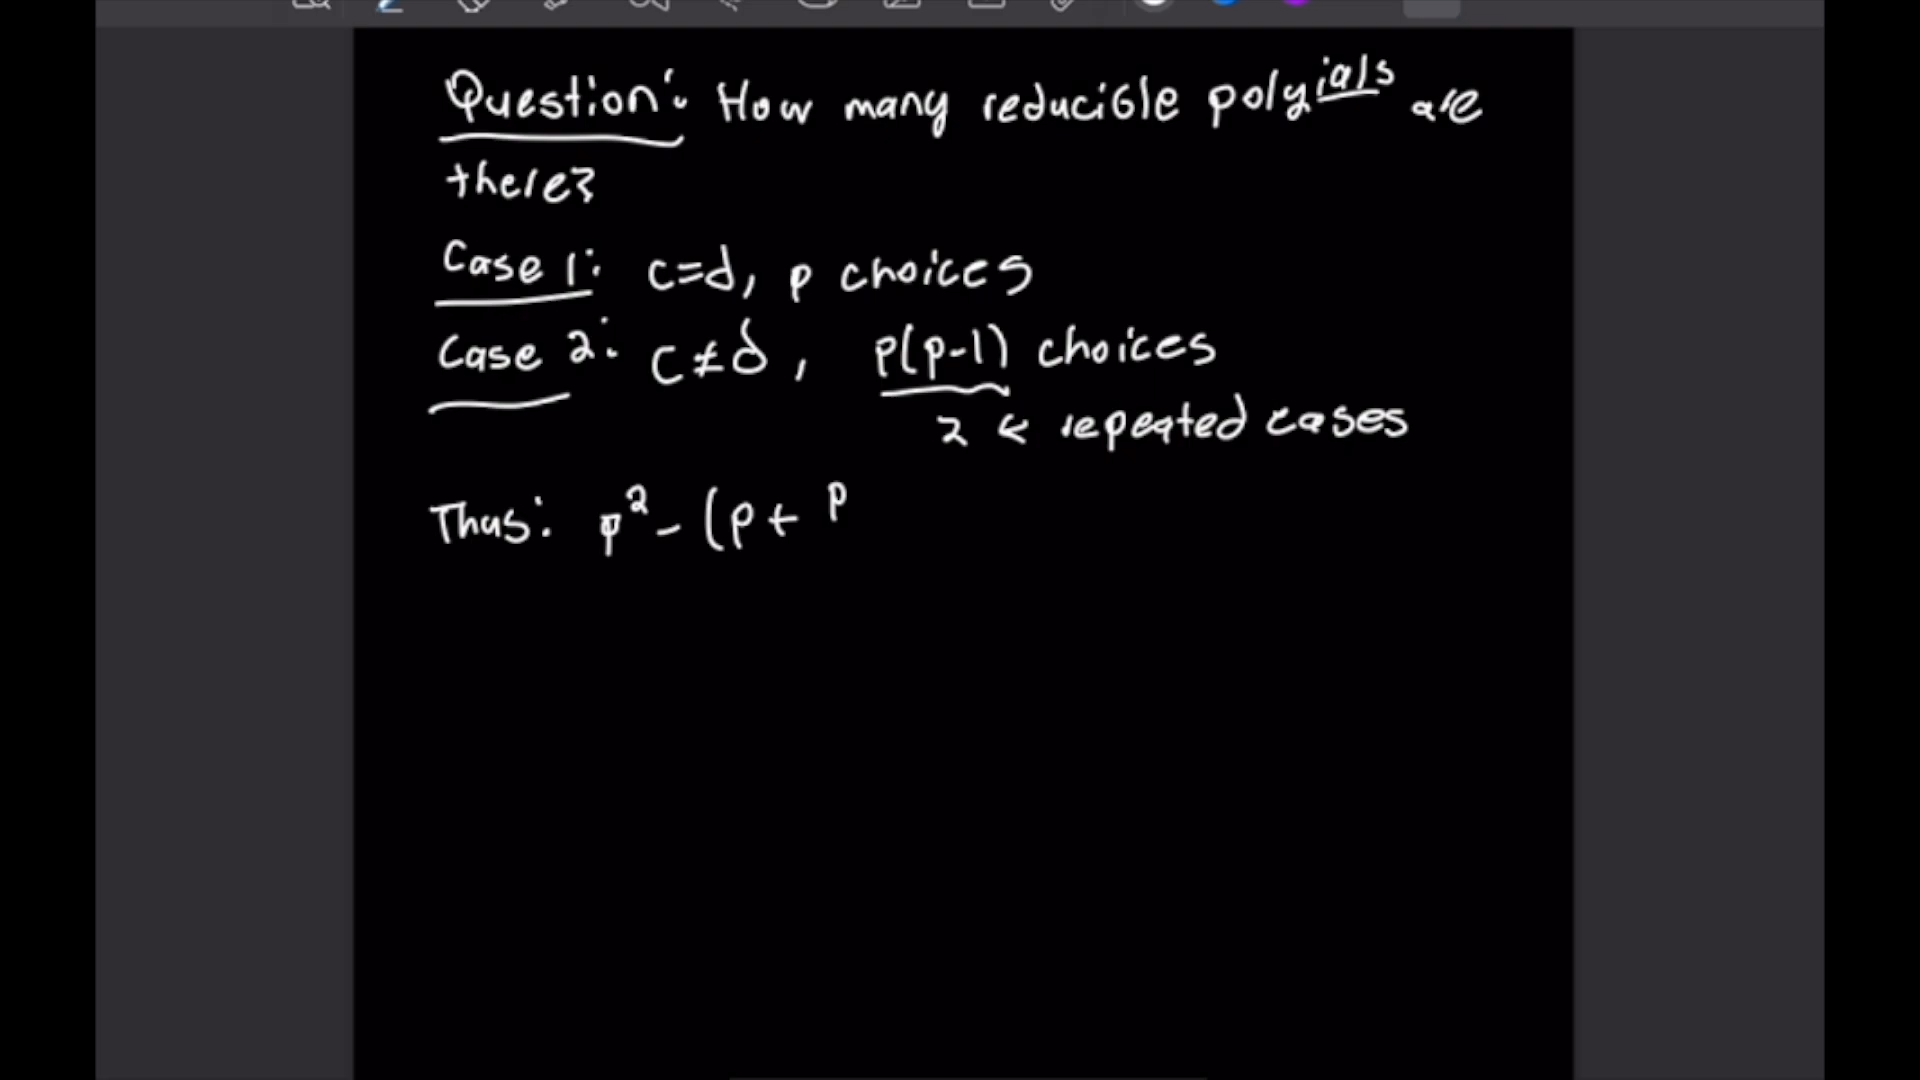 Question: How many reducible polyials are
there?
Case 1: c=d, p choices
Case 2: c≠d, p(p-1) choices
2 < repeated cases
Thus: p² - (p + p